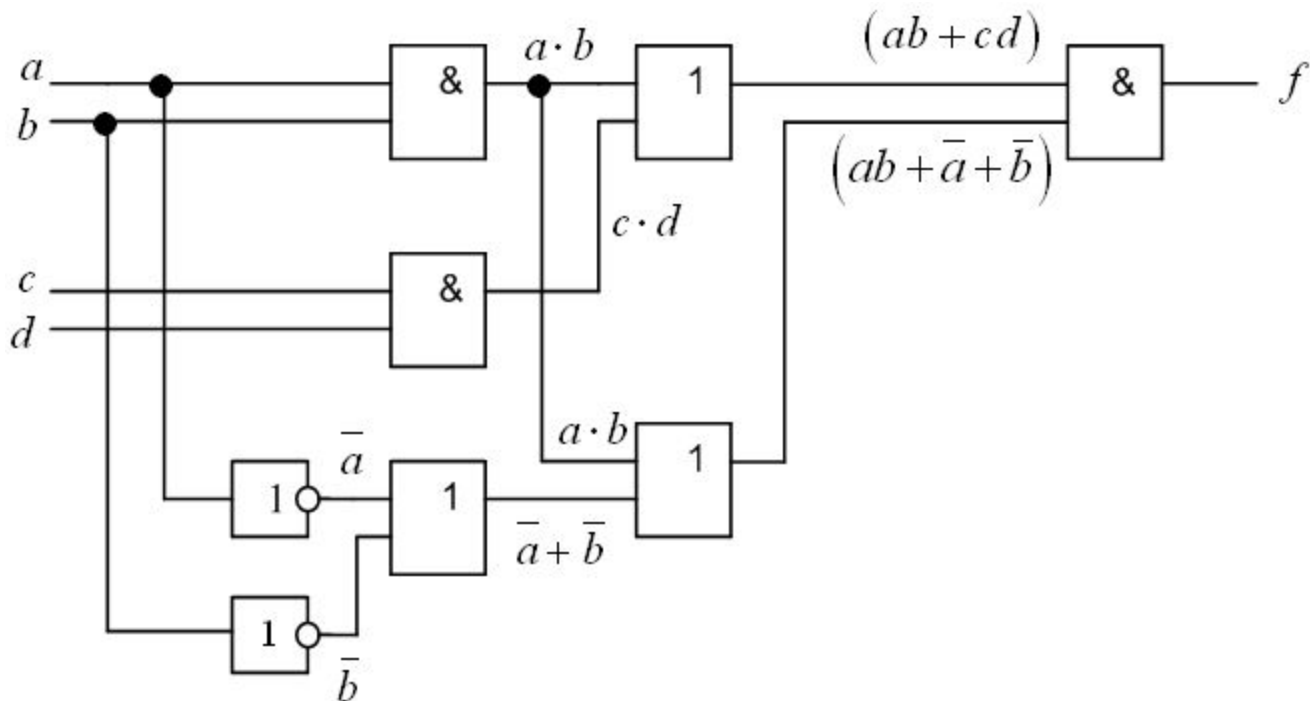 a & a · b 1 (ab + cd) & f
b (ab + a̅ + b̅)
c · d
c &
d
a · b 1
a̅
1 1 a̅ + b̅
1
b̅